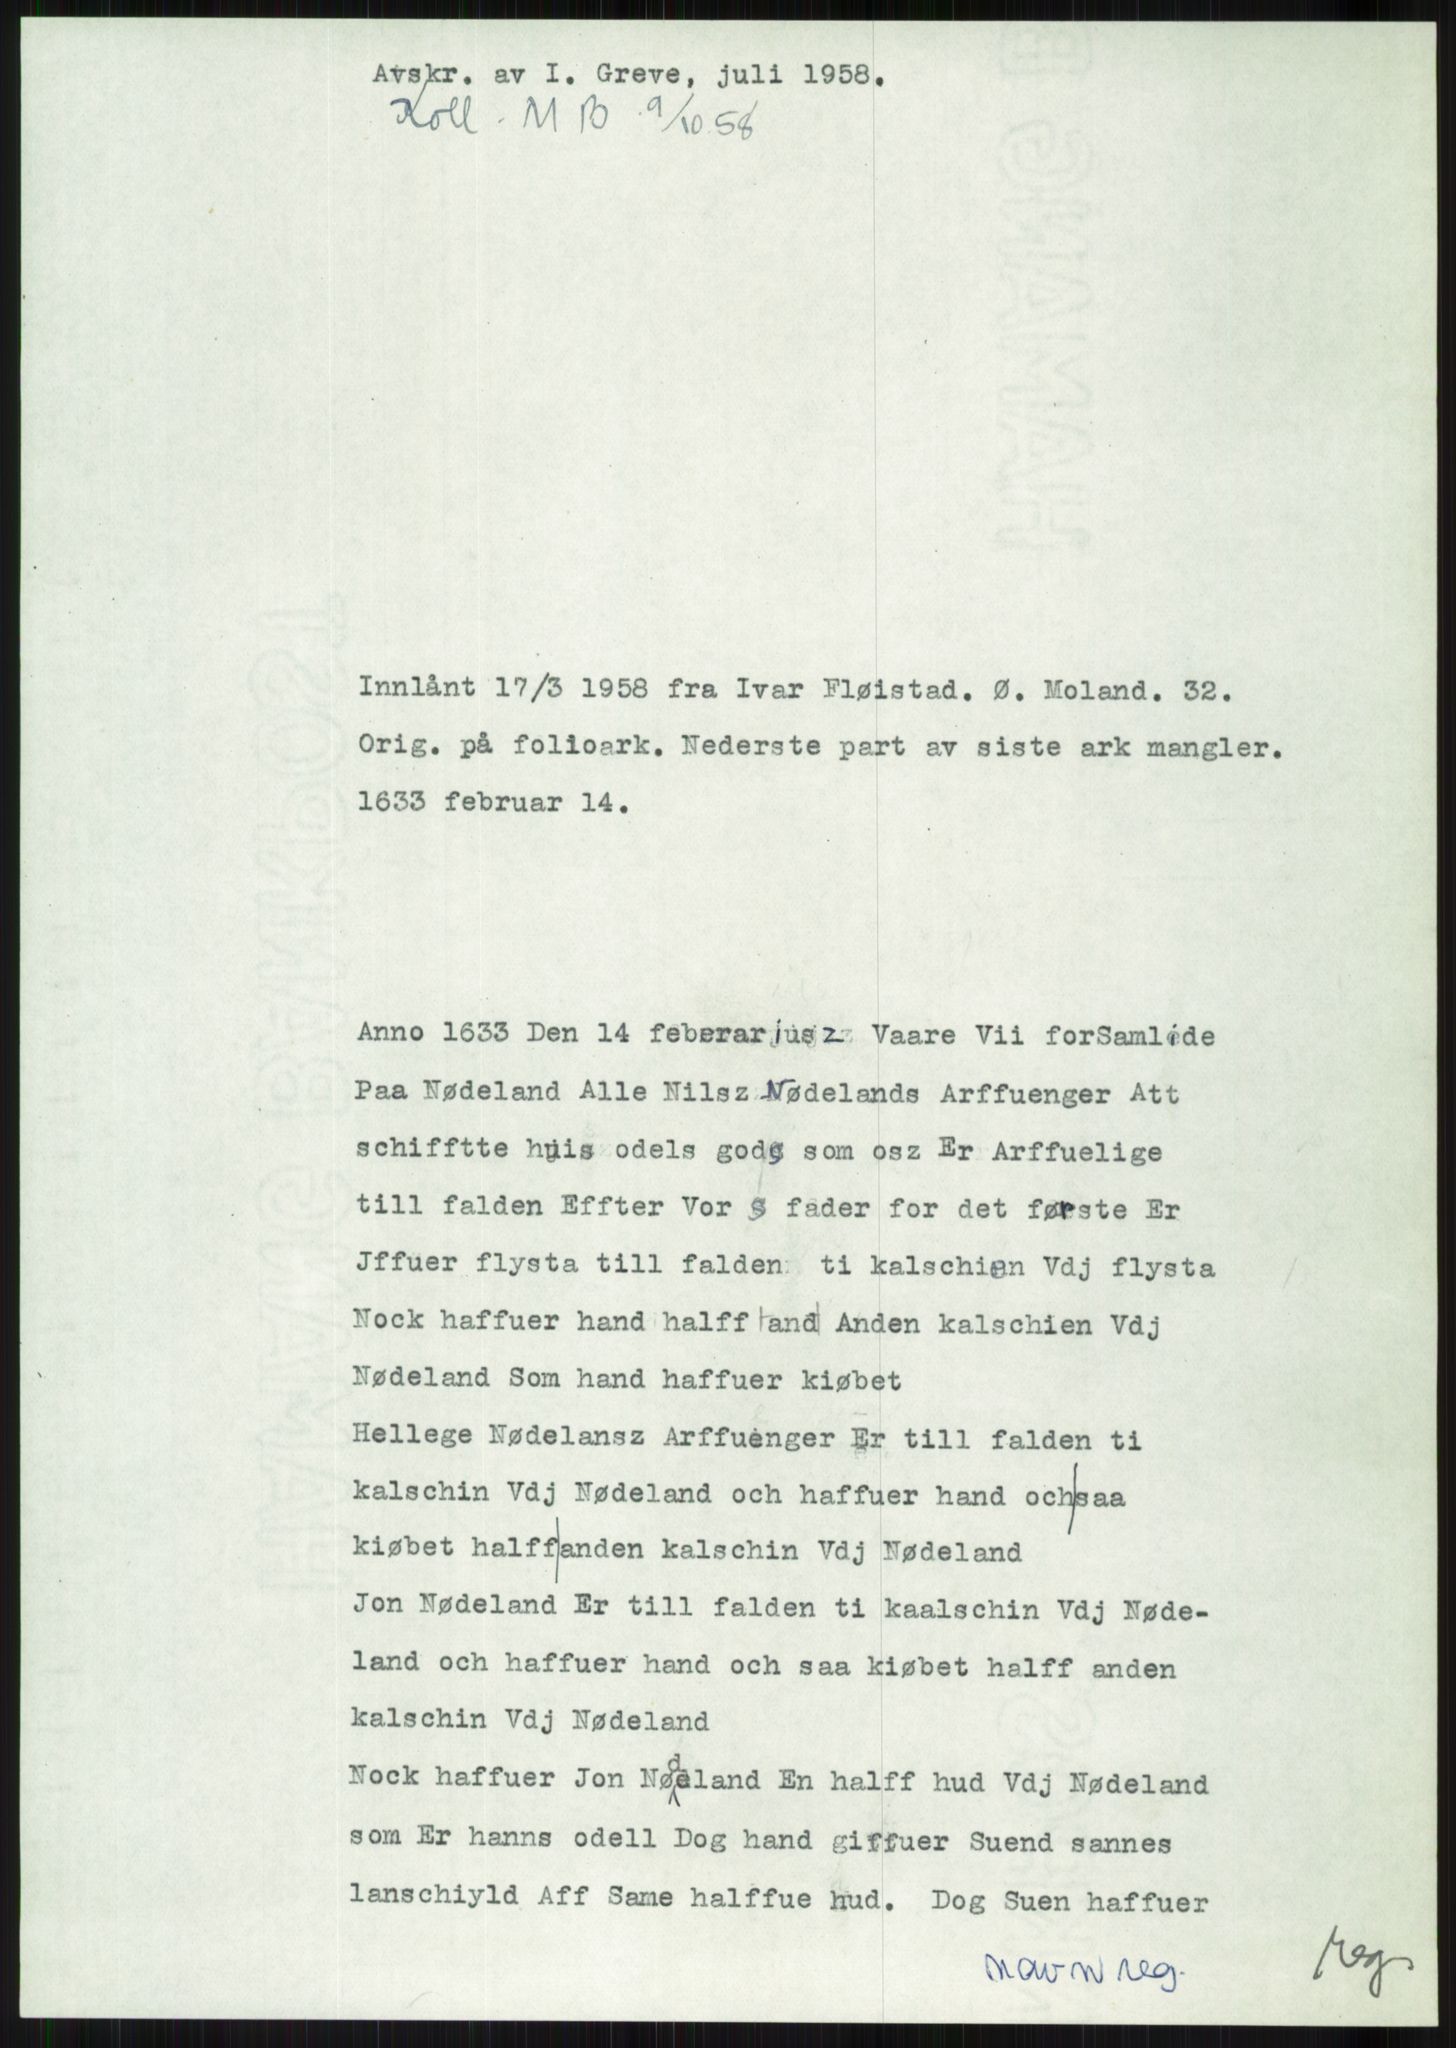 Avskr. av I. Greve, juli 1958.
Koll. M B 9/10 58
Innlånt 17/3 1958 fra Ivar Fløistad. Ø. Moland. 32.
Orig. på folioark. Nederste part av siste ark mangler.
1633 februar 14.
Anno 1633 Den 14 feberarjusz Vaare Vii forSamlide
Paa Nødeland Alle Nilsz Nødelands Arffuenger Att
schifftte huis odels gods som osz Er Arffuelige
till falden Effter Vor S fader for det første Er
Jffuer flysta till falden ti kalschien Vdj flysta
Nock haffuer hand halff and Anden kalschien Vdj
Nødeland Som hand haffuer kiøbet
Hellege Nødelansz Arffuenger Er till falden ti
kalschin Vdj Nødeland och haffuer hand och saa
kiøbet halff anden kalschin Vdj Nødeland
Jon Nødeland Er till falden ti kaalschin Vdj Nøde-
land och haffuer hand och saa kiøbet halff anden
kalschin Vdj Nødeland
Nock haffuer Jon Nødeland En halff hud Vdj Nødeland
som Er hanns odell Dog hand giffuer Suend sannes
lanschiyld Aff Same halffue hud. Dog Suen haffuer
navnreg.
reg.